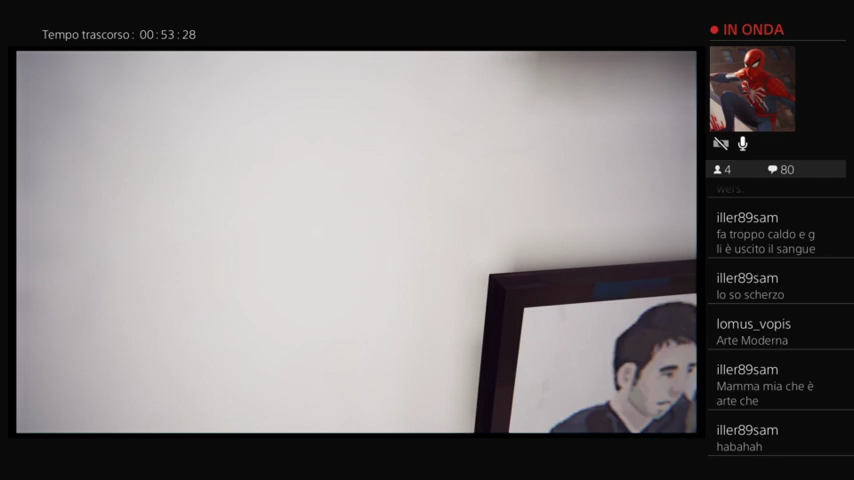 Tempo trascorso: 00:53:28
IN ONDA
4
80
wers.
iller89sam
fa troppo caldo e g
li è uscito il sangue
iller89sam
lo so scherzo
lomus_vopis
Arte Moderna
iller89sam
Mamma mia che è
arte che
iller89sam
habahah